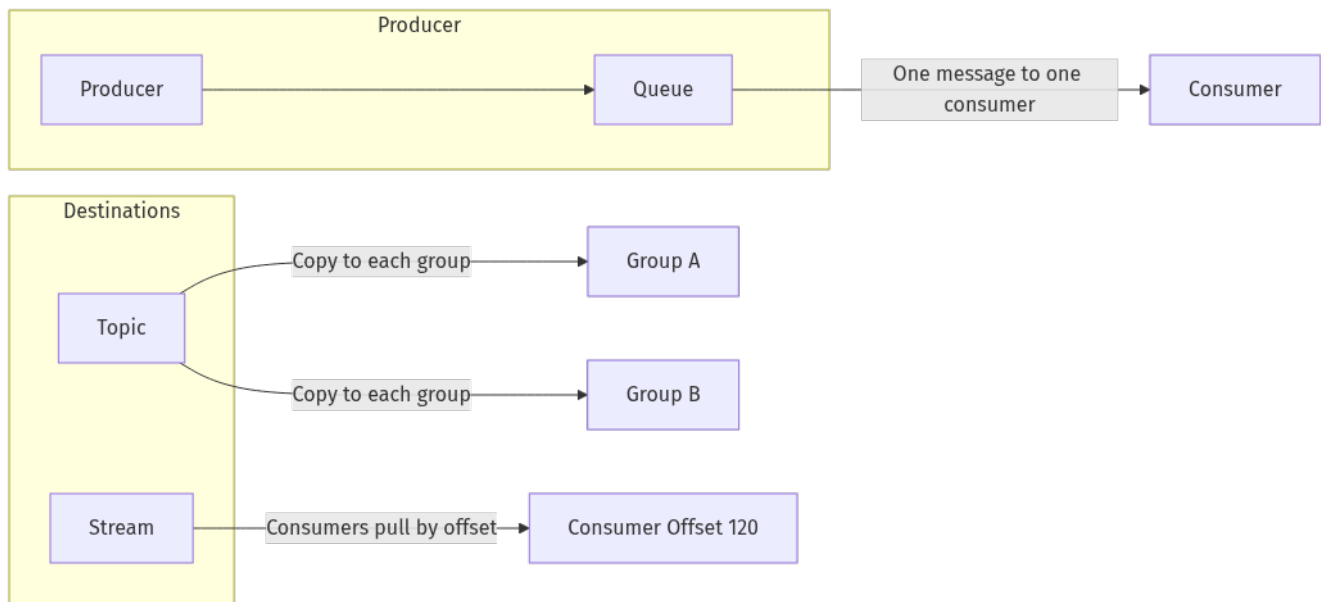 Producer
Producer
Queue
One message to one
consumer
Consumer
Destinations
Topic
Copy to each group
Group A
Copy to each group
Group B
Stream
Consumers pull by offset
Consumer Offset 120